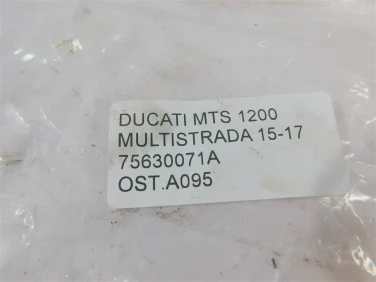 DUCATI MTS 1200
MULTISTRADA 15-17
75630071A
OST.A095